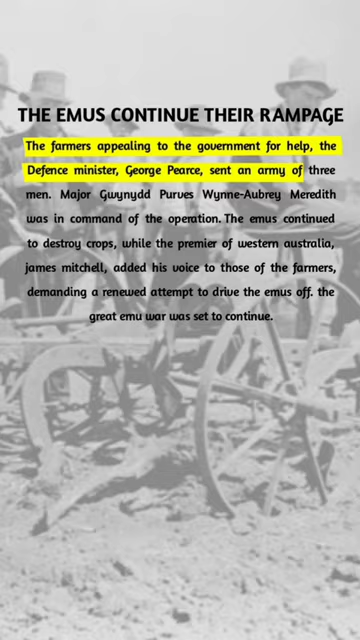 THE EMUS CONTINUE THEIR RAMPAGE
The farmers appealing to the government for help, the
Defence minister, George Pearce, sent an army of three
men. Major Gwynydd Purves Wynne-Aubrey Meredith
was in command of the operation. The emus continued
to destroy crops, while the premier of western australia,
james mitchell, added his voice to those of the farmers,
demanding a renewed attempt to drive the emus off. the
great emu war was set to continue.